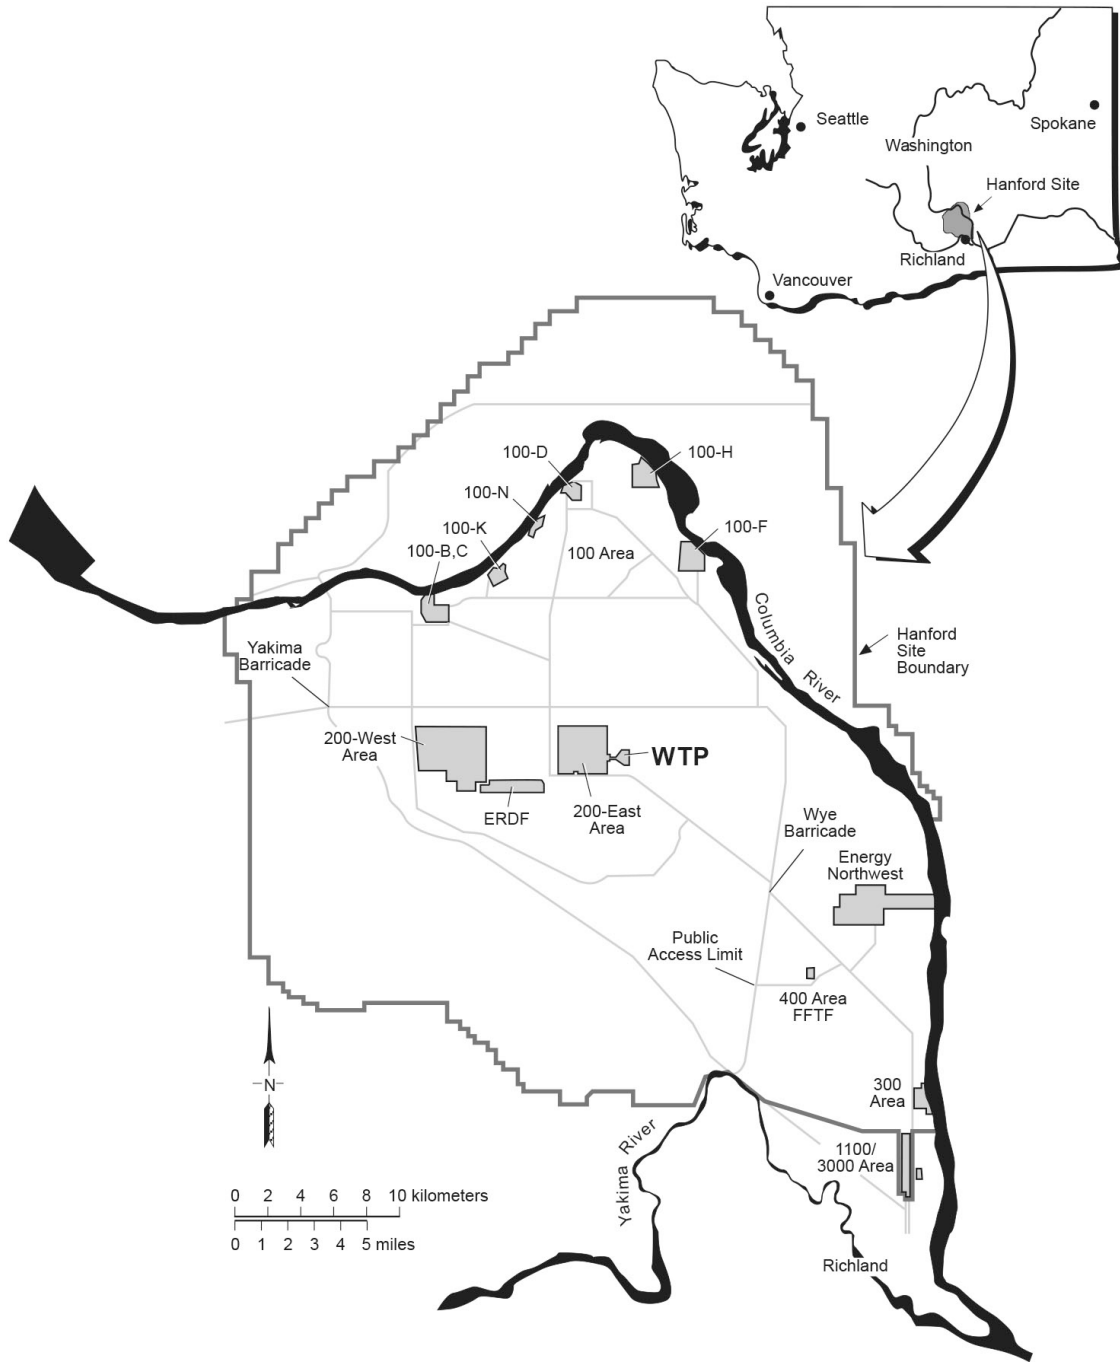 Seattle
Spokane
Washington
Hanford Site
Richland
Vancouver
100-D
100-H
100-N
100-K
100-F
100-B,C
100 Area
Columbia River
Yakima
Barricade
Hanford
Site
Boundary
200-West
Area
WTP
ERDF
200-East
Area
Wye
Barricade
Energy
Northwest
Public
Access Limit
400 Area
FFTF
N
300
Area
1100/
3000 Area
Yakima River
0 2 4 6 8 10 kilometers
0 1 2 3 4 5 miles
Richland